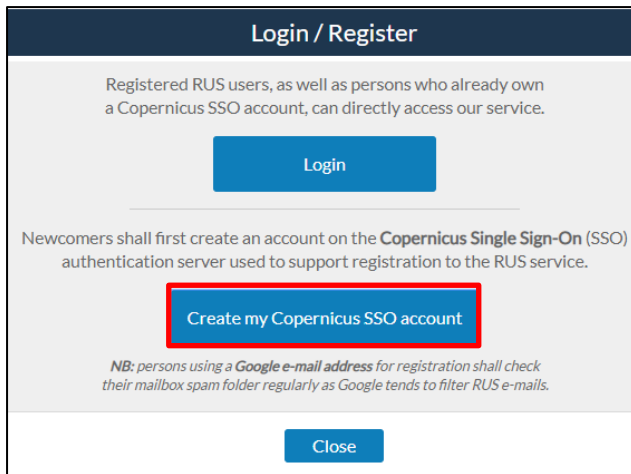 Login / Register
Registered RUS users, as well as persons who already own
a Copernicus SSO account, can directly access our service.
Login
Newcomers shall first create an account on the Copernicus Single Sign-On (SSO)
authentication server used to support registration to the RUS service.
Create my Copernicus SSO account
NB: persons using a Google e-mail address for registration shall check
their mailbox spam folder regularly as Google tends to filter RUS e-mails.
Close